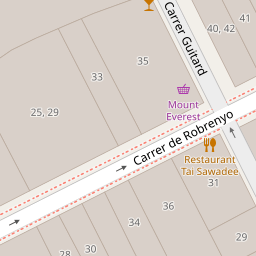 40, 42
41
Carrer Guitard
35
33
25, 29
Mount
Everest
Carrer de Robrenyo
Restaurant
Tai Sawadee
31
36
34
30
28
29